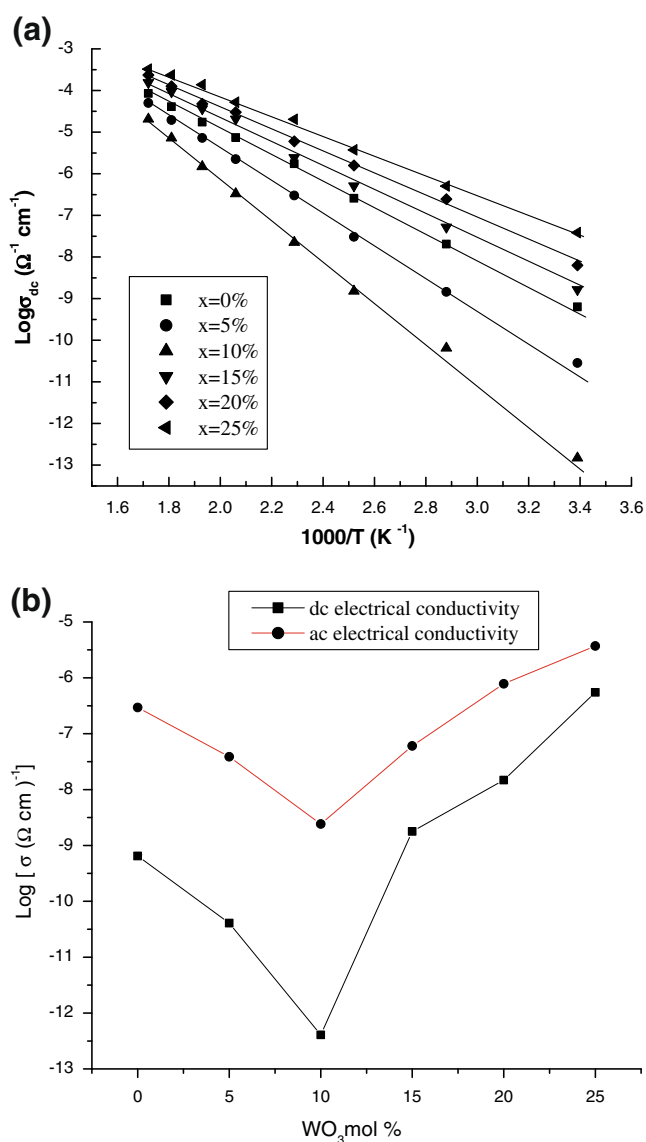 (a)
-3
-4
-5
-6
-7
-8
-9
-10
-11
-12
-13
Logσdc (Ω-1 cm-1)
x=0%
x=5%
x=10%
x=15%
x=20%
x=25%
1.6 1.8 2.0 2.2 2.4 2.6 2.8 3.0 3.2 3.4 3.6
1000/T (K -1)
(b)
dc electrical conductivity
ac electrical conductivity
-5
-6
-7
-8
-9
-10
-11
-12
-13
Log [ σ (Ω cm )-1]
0 5 10 15 20 25
WO3mol %